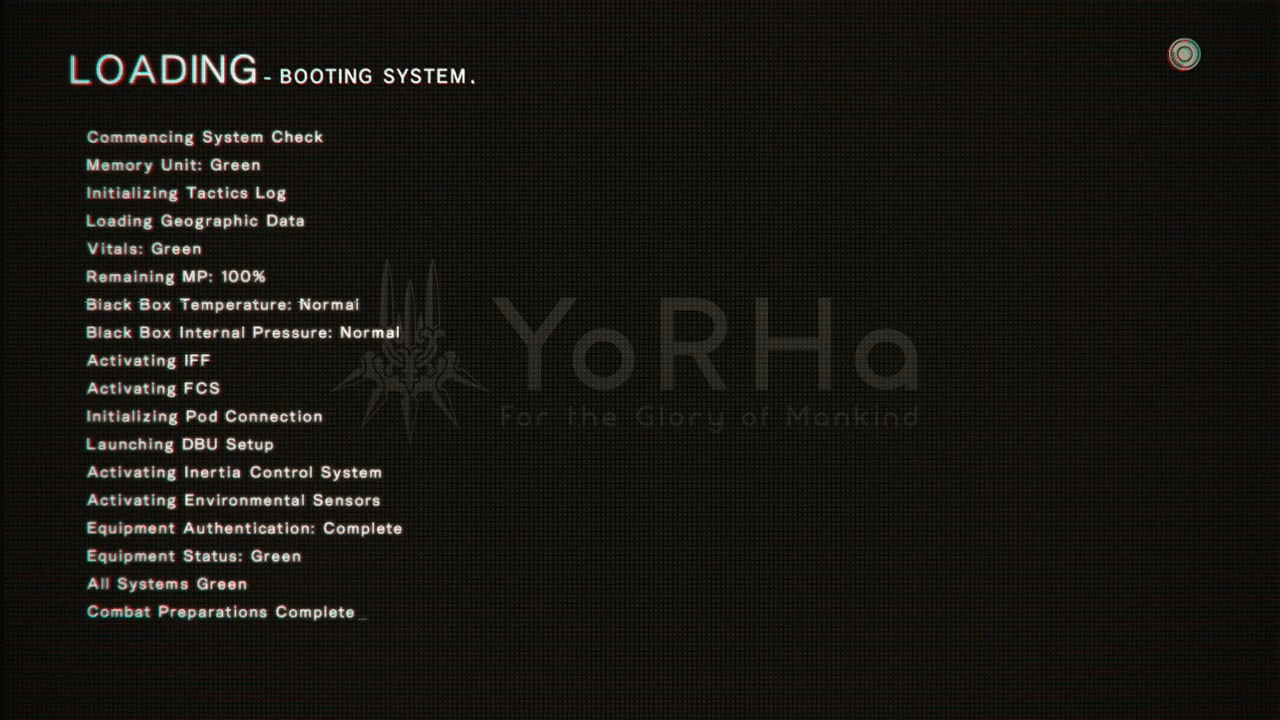 LOADING - BOOTING SYSTEM.
Commencing System Check
Memory Unit: Green
Initializing Tactics Log
Loading Geographic Data
Vitals: Green
Remaining MP: 100%
Black Box Temperature: Normal
Black Box Internal Pressure: Normal
Activating IFF
Activating FCS
Initializing Pod Connection
Launching DBU Setup
Activating Inertia Control System
Activating Environmental Sensors
Equipment Authentication: Complete
Equipment Status: Green
All Systems Green
Combat Preparations Complete_
YoRHa
For the Glory of Mankind